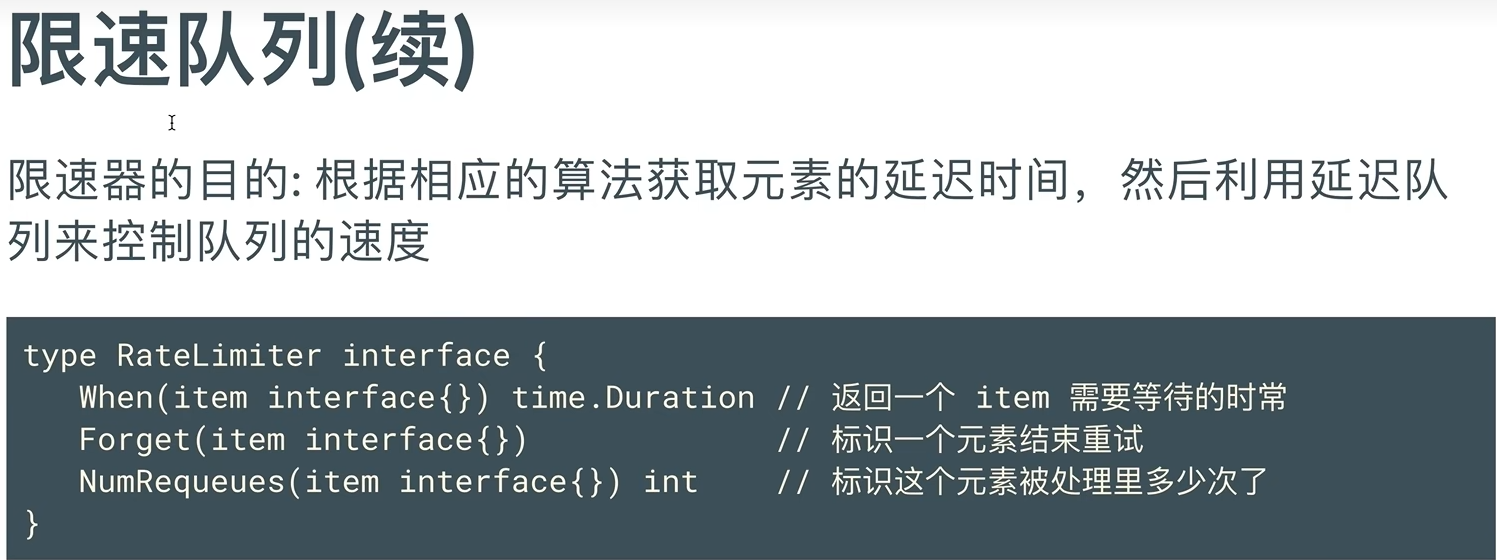 限速队列(续)
限速器的目的: 根据相应的算法获取元素的延迟时间，然后利用延迟队
列来控制队列的速度
type RateLimiter interface {
   When(item interface{}) time.Duration // 返回一个 item 需要等待的时常
   Forget(item interface{})             // 标识一个元素结束重试
   NumRequeues(item interface{}) int    // 标识这个元素被处理里多少次了
}